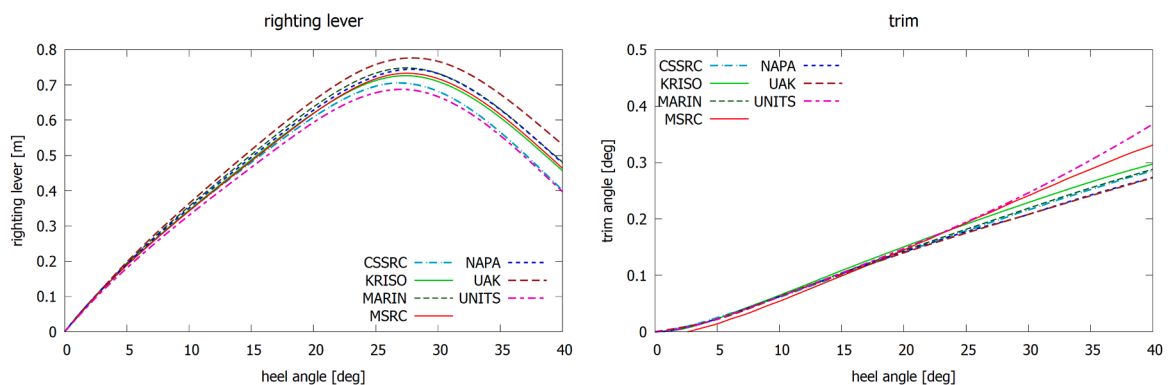 righting lever
0.8
0.7
0.6
0.5
0.4
0.3
0.2
0.1
0
righting lever [m]
CSSRC NAPA
KRISO UAK
MARIN UNITS
MSRC
0 5 10 15 20 25 30 35 40
heel angle [deg]
trim
0.5
0.4
0.3
0.2
0.1
0
trim angle [deg]
CSSRC NAPA
KRISO UAK
MARIN UNITS
MSRC
0 5 10 15 20 25 30 35 40
heel angle [deg]